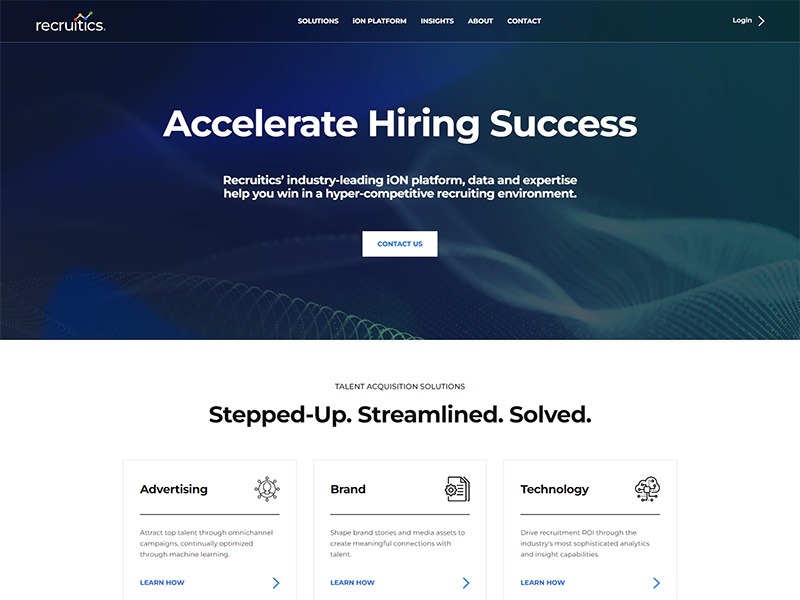 recruitics.
SOLUTIONS iON PLATFORM INSIGHTS ABOUT CONTACT Login
Accelerate Hiring Success
Recruitics' industry-leading iON platform, data and expertise
help you win in a hyper-competitive recruiting environment.
CONTACT US
TALENT ACQUISITION SOLUTIONS
Stepped-Up. Streamlined. Solved.
Advertising
Attract top talent through omnichannel
campaigns, continually optimized
through machine learning.
LEARN HOW
Brand
Shape brand stories and media assets to
create meaningful connections with
talent.
LEARN HOW
Technology
Drive recruitment ROI through the
industry's most sophisticated analytics
and insight capabilities.
LEARN HOW